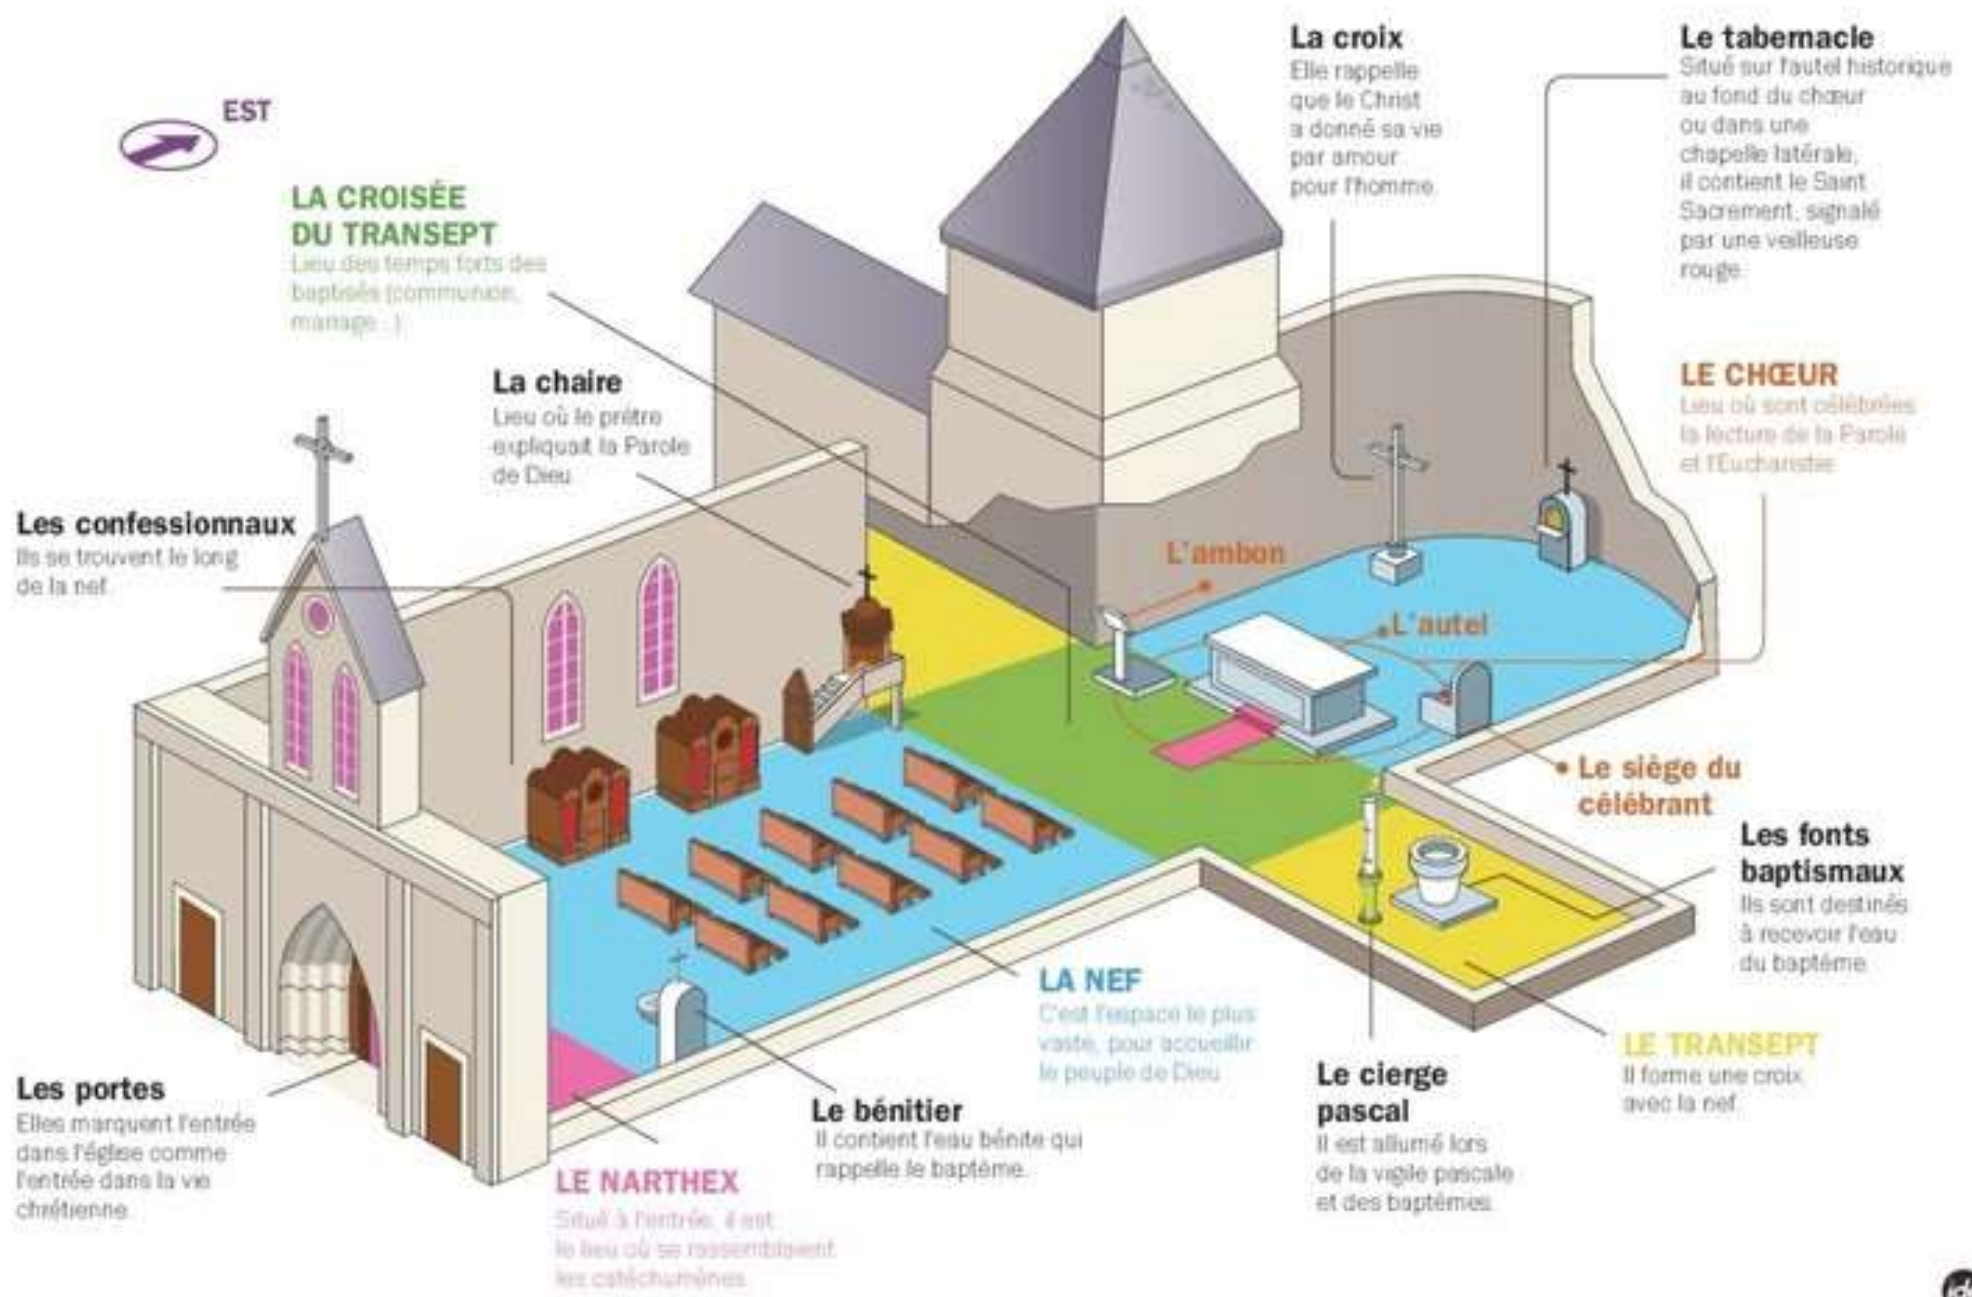 EST
LA CROISÉE
DU TRANSEPT
Lieu des temps forts des
baptisés (communion,
mariage...)
La chaire
Lieu où le prêtre
expliquait la Parole
de Dieu
Les confessionnaux
Ils se trouvent le long
de la nef.
La croix
Elle rappelle
que le Christ
a donné sa vie
par amour
pour l'homme.
Le tabernacle
Situé sur l'autel historique
au fond du chœur
ou dans une
chapelle latérale,
il contient le Saint
Sacrement, signalé
par une veilleuse
rouge.
LE CHŒUR
Lieu où sont célébrées
la lecture de la Parole
et l'Eucharistie
L'ambon
L'autel
• Le siège du
célébrant
Les fonts
baptismaux
Ils sont destinés
à recevoir l'eau
du baptême
LE TRANSEPT
Il forme une croix
avec la nef
Le cierge
pascal
Il est allumé lors
de la vigile pascale
et des baptêmes.
LA NEF
C'est l'espace le plus
vaste, pour accueillir
le peuple de Dieu
Le bénitier
Il contient l'eau bénite qui
rappelle le baptême.
LE NARTHEX
Situé à l'entrée, il est
le lieu où se rassemblaient
les catéchumènes
Les portes
Elles marquent l'entrée
dans l'église comme
l'entrée dans la vie
chrétienne.